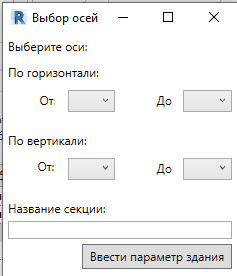 Выбор осей
Выберите оси:
По горизонтали:
От: До
По вертикали:
От: До
Название секции:
Ввести параметр здания